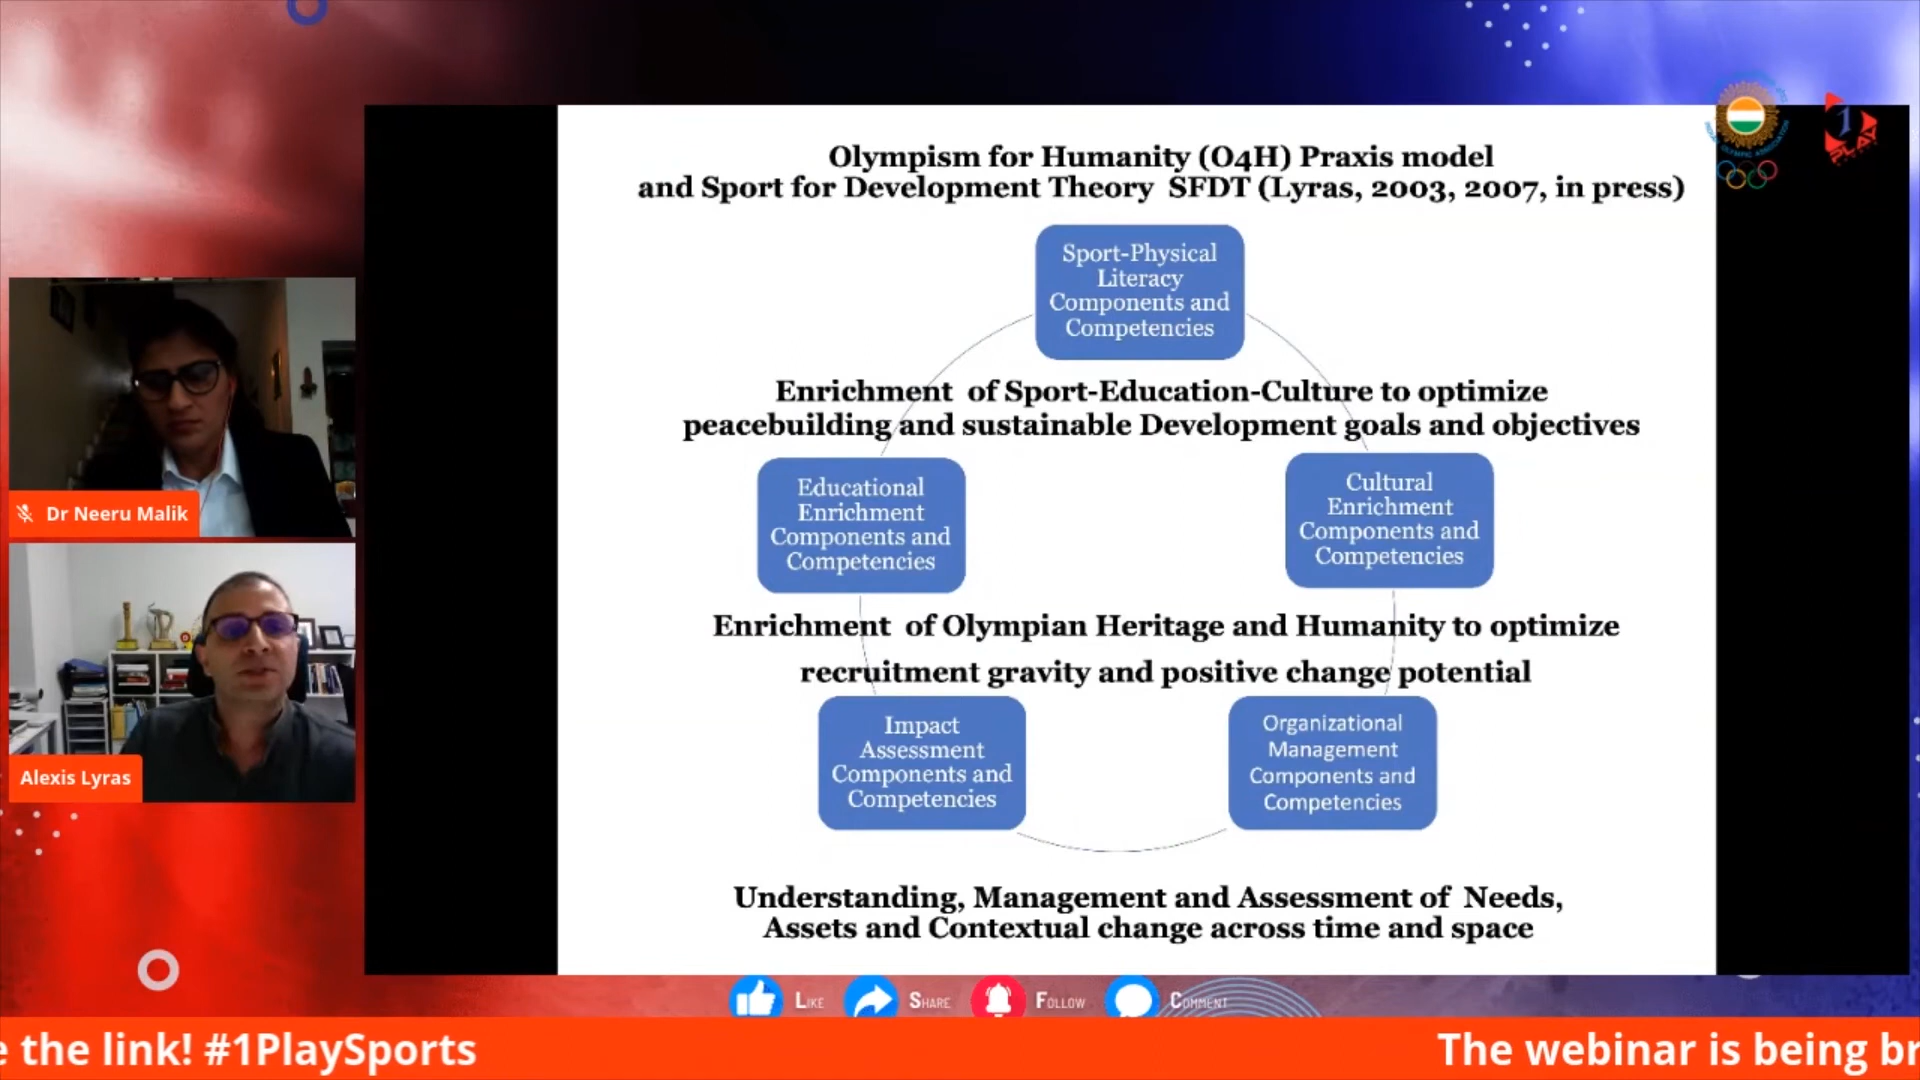 Olympism for Humanity (O4H) Praxis model
and Sport for Development Theory SFDT (Lyras, 2003, 2007, in press)
Sport-Physical
Literacy
Components and
Competencies
Enrichment of Sport-Education-Culture to optimize
peacebuilding and sustainable Development goals and objectives
Educational
Enrichment
Components and
Competencies
Cultural
Enrichment
Components and
Competencies
Enrichment of Olympian Heritage and Humanity to optimize
recruitment gravity and positive change potential
Impact
Assessment
Components and
Competencies
Organizational
Management
Components and
Competencies
Understanding, Management and Assessment of Needs,
Assets and Contextual change across time and space
Dr Neeru Malik
Alexis Lyras
1
PLAY
LIKE
SHARE
FOLLOW
COMMENT
e the link! #1PlaySports
The webinar is being br